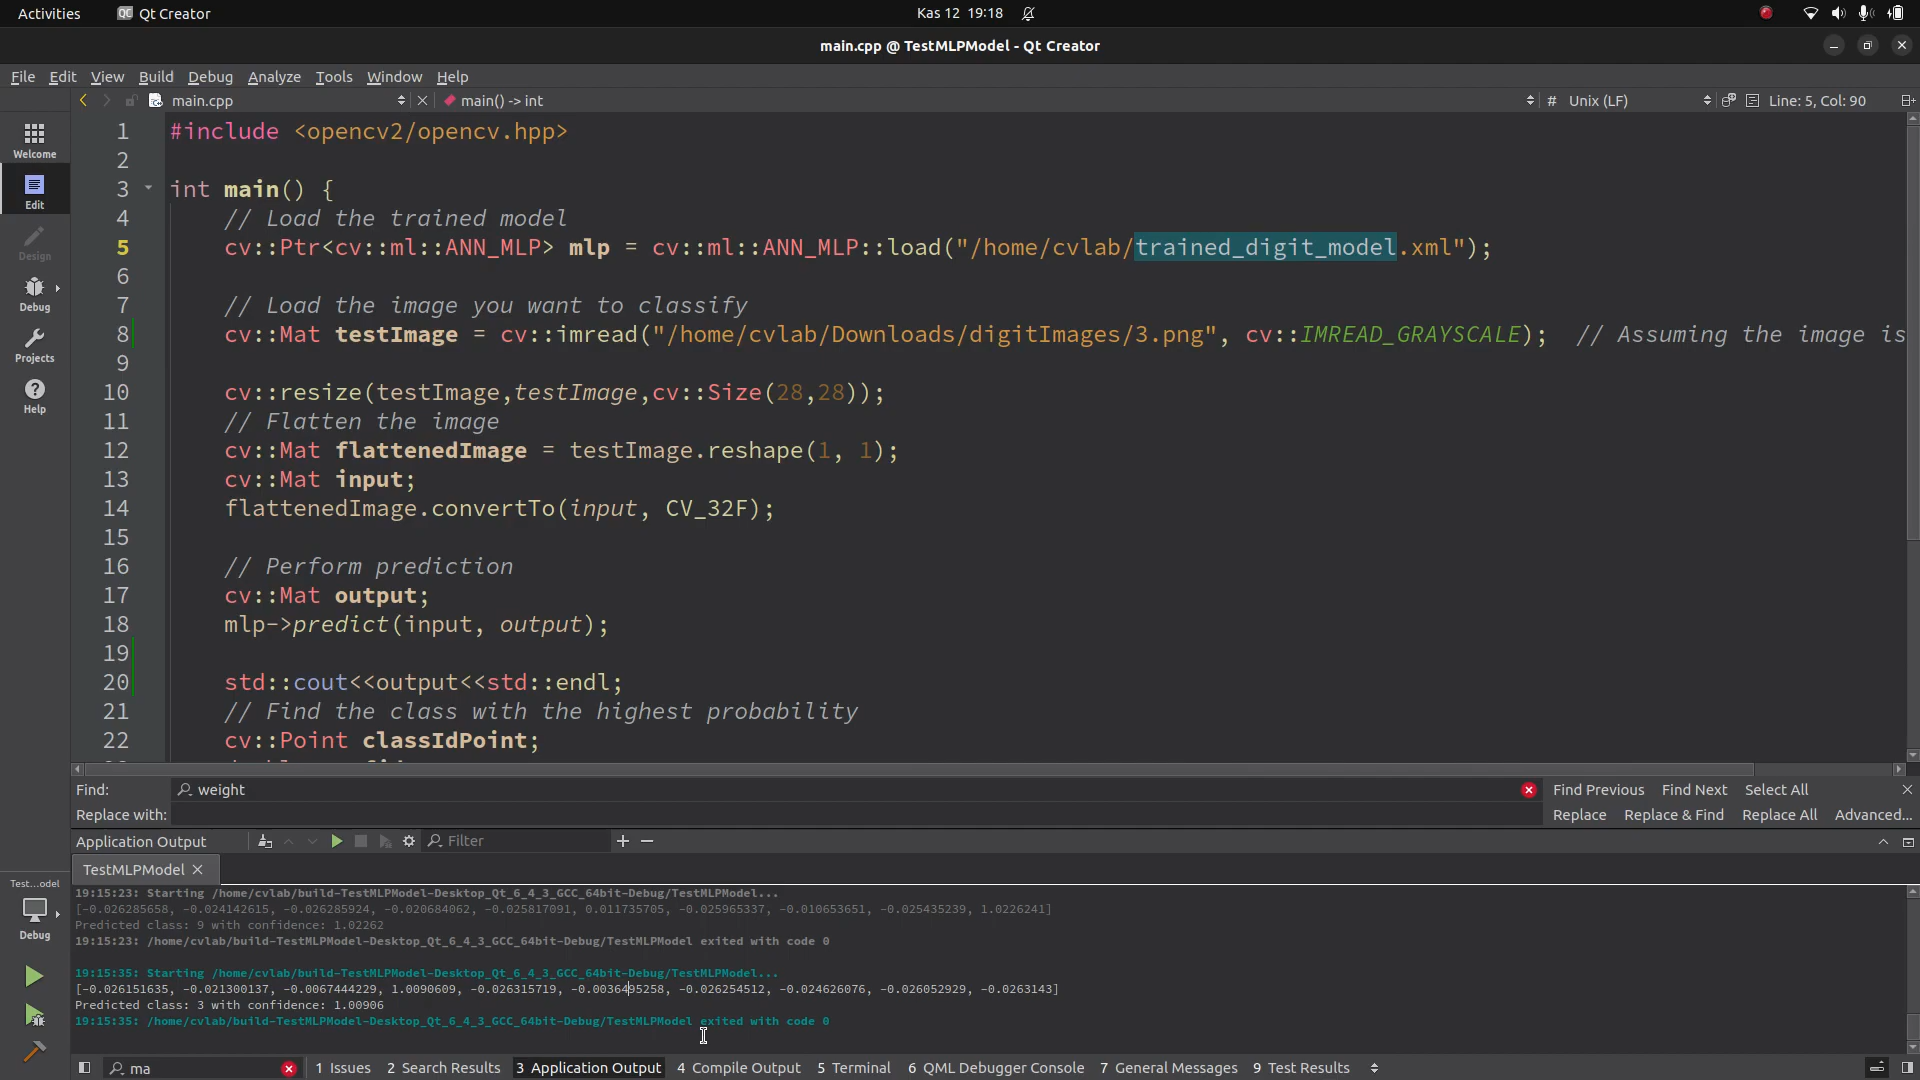 Activities Qt Creator Kas 12 19:18
main.cpp @ TestMLPModel - Qt Creator
File Edit View Build Debug Analyze Tools Window Help
main.cpp main() -> int # Unix (LF) Line: 5, Col: 90
Welcome
Edit
Design
Debug
Projects
Help
1 #include <opencv2/opencv.hpp>
2
3 int main() {
4 // Load the trained model
5 cv::Ptr<cv::ml::ANN_MLP> mlp = cv::ml::ANN_MLP::load("/home/cvlab/trained_digit_model.xml");
6
7 // Load the image you want to classify
8 cv::Mat testImage = cv::imread("/home/cvlab/Downloads/digitImages/3.png", cv::IMREAD_GRAYSCALE); // Assuming the image is
9
10 cv::resize(testImage,testImage,cv::Size(28,28));
11 // Flatten the image
12 cv::Mat flattenedImage = testImage.reshape(1, 1);
13 cv::Mat input;
14 flattenedImage.convertTo(input, CV_32F);
15
16 // Perform prediction
17 cv::Mat output;
18 mlp->predict(input, output);
19
20 std::cout<<output<<std::endl;
21 // Find the class with the highest probability
22 cv::Point classIdPoint;
Find: weight Find Previous Find Next Select All
Replace with: Replace Replace & Find Replace All Advanced...
Application Output Filter
TestMLPModel
Test...odel
Debug
19:15:23: Starting /home/cvlab/build-TestMLPModel-Desktop_Qt_6_4_3_GCC_64bit-Debug/TestMLPModel...
[-0.026285658, -0.024142615, -0.026285924, -0.020684062, -0.025817091, 0.011735705, -0.025965337, -0.010653651, -0.025435239, 1.0226241]
Predicted class: 9 with confidence: 1.02262
19:15:23: /home/cvlab/build-TestMLPModel-Desktop_Qt_6_4_3_GCC_64bit-Debug/TestMLPModel exited with code 0
19:15:35: Starting /home/cvlab/build-TestMLPModel-Desktop_Qt_6_4_3_GCC_64bit-Debug/TestMLPModel...
[-0.026151635, -0.021300137, -0.0067444229, 1.0090609, -0.026315719, -0.0036495258, -0.026254512, -0.024626076, -0.026052929, -0.0263143]
Predicted class: 3 with confidence: 1.00906
19:15:35: /home/cvlab/build-TestMLPModel-Desktop_Qt_6_4_3_GCC_64bit-Debug/TestMLPModel exited with code 0
ma 1 Issues 2 Search Results 3 Application Output 4 Compile Output 5 Terminal 6 QML Debugger Console 7 General Messages 9 Test Results